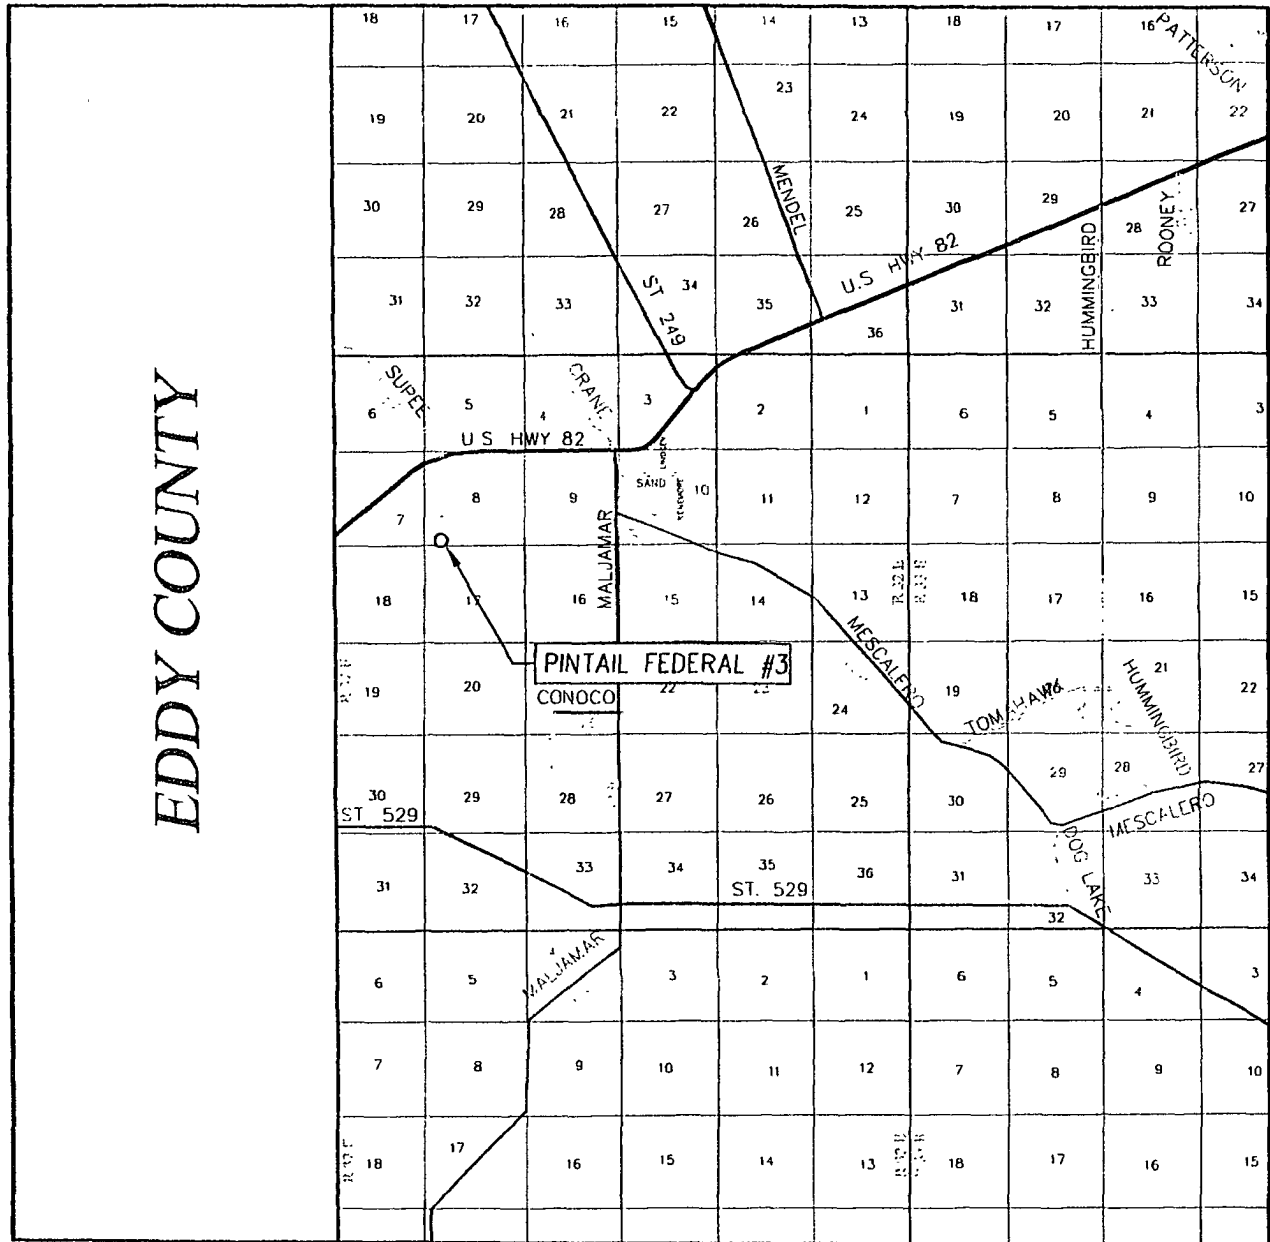 18 17 16 15 14 13 18 17 16 PATTERSON
19 20 21 22 23 24 19 20 21 22
30 29 28 27 26 MENDEL 25 30 29 HUMMINGBIRD 28 ROONEY 27
U.S HWY 82
31 32 33 ST 249 34 35 36 31 32 33 34
6 SUPEE 5 4 CRANE 3 2 1 6 5 4 3
U S HWY 82
7 8 9 SAND 10 11 12 7 8 9 10
EDDY COUNTY
MALJAMAR
18 17 16 15 14 13 R 32 E R 33 E 18 17 16 15
MESCALERO
PINTAIL FEDERAL #3
CONOCO
19 20 22 23 24 19 TOMAHAWK 21 HUMMINGBIRD 22
30 29 28 27 26 25 30 29 28 27
ST 529
MESCALERO
DOG LAKE
31 32 33 34 35 36 31 32 33 34
ST. 529
MALJAMAR
6 5 4 3 2 1 6 5 4 3
7 8 9 10 11 12 7 8 9 10
18 17 16 15 14 13 18 17 16 15